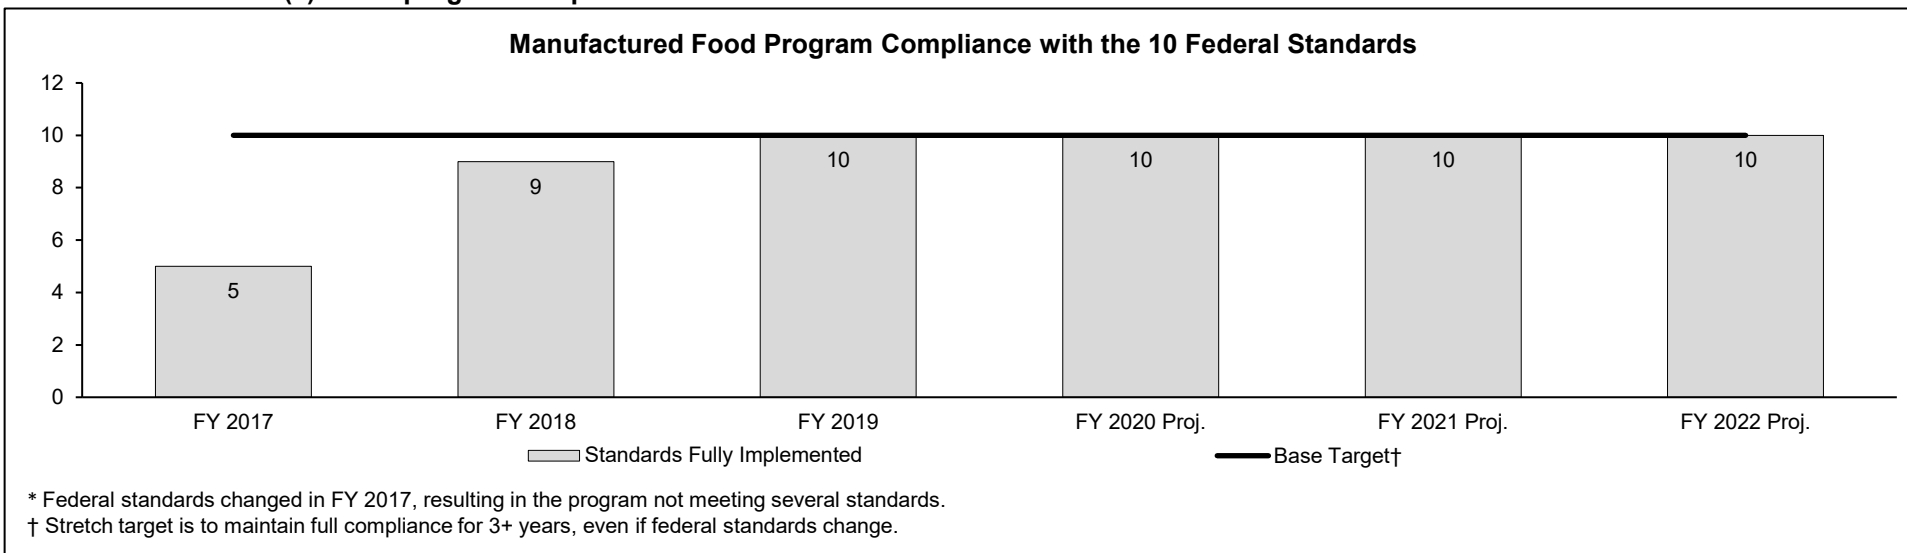 Manufactured Food Program Compliance with the 10 Federal Standards
12
10
8
6
4
2
0
5
9
10
10
10
10
FY 2017
FY 2018
FY 2019
FY 2020 Proj.
FY 2021 Proj.
FY 2022 Proj.
Standards Fully Implemented
Base Target†
* Federal standards changed in FY 2017, resulting in the program not meeting several standards.
† Stretch target is to maintain full compliance for 3+ years, even if federal standards change.